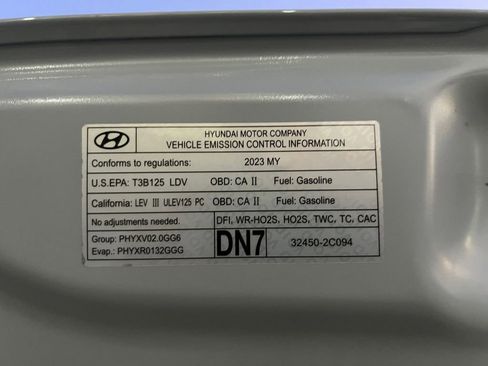 HYUNDAI MOTOR COMPANY
VEHICLE EMISSION CONTROL INFORMATION
Conforms to regulations: 2023 MY
U.S.EPA: T3B125 LDV OBD: CA II Fuel: Gasoline
California: LEV III ULEV125 PC OBD: CA II Fuel: Gasoline
No adjustments needed. DFI, WR-HO2S, HO2S, TWC, TC, CAC
Group: PHYXV02.0GG6
Evap.: PHYXR0132GGG
DN7 32450-2C094